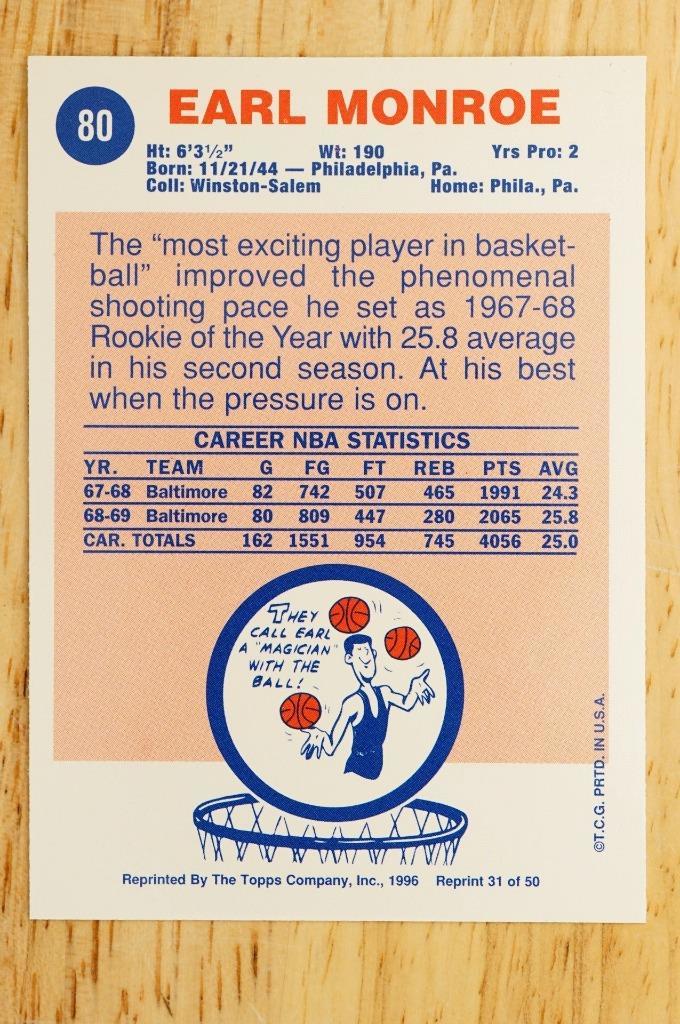 80
EARL MONROE
Ht: 6'3½" Wt: 190 Yrs Pro: 2
Born: 11/21/44 — Philadelphia, Pa.
Coll: Winston-Salem Home: Phila., Pa.
The “most exciting player in basket-
ball” improved the phenomenal
shooting pace he set as 1967-68
Rookie of the Year with 25.8 average
in his second season. At his best
when the pressure is on.
CAREER NBA STATISTICS
YR. TEAM G FG FT REB PTS AVG
67-68 Baltimore 82 742 507 465 1991 24.3
68-69 Baltimore 80 809 447 280 2065 25.8
CAR. TOTALS 162 1551 954 745 4056 25.0
THEY
CALL EARL
A "MAGICIAN"
WITH THE
BALL!
©T.C.G. PRTD. IN U.S.A.
Reprinted By The Topps Company, Inc., 1996 Reprint 31 of 50